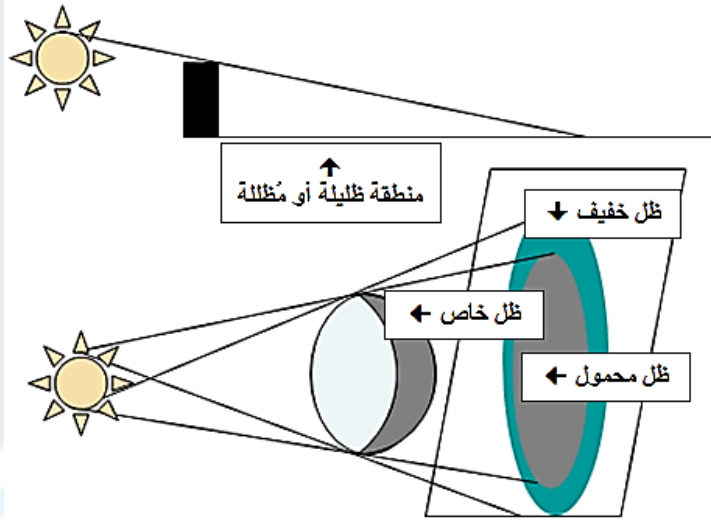 منطقة ظليلة أو مُظللة
ظل خفيف
ظل خاص
ظل محمول